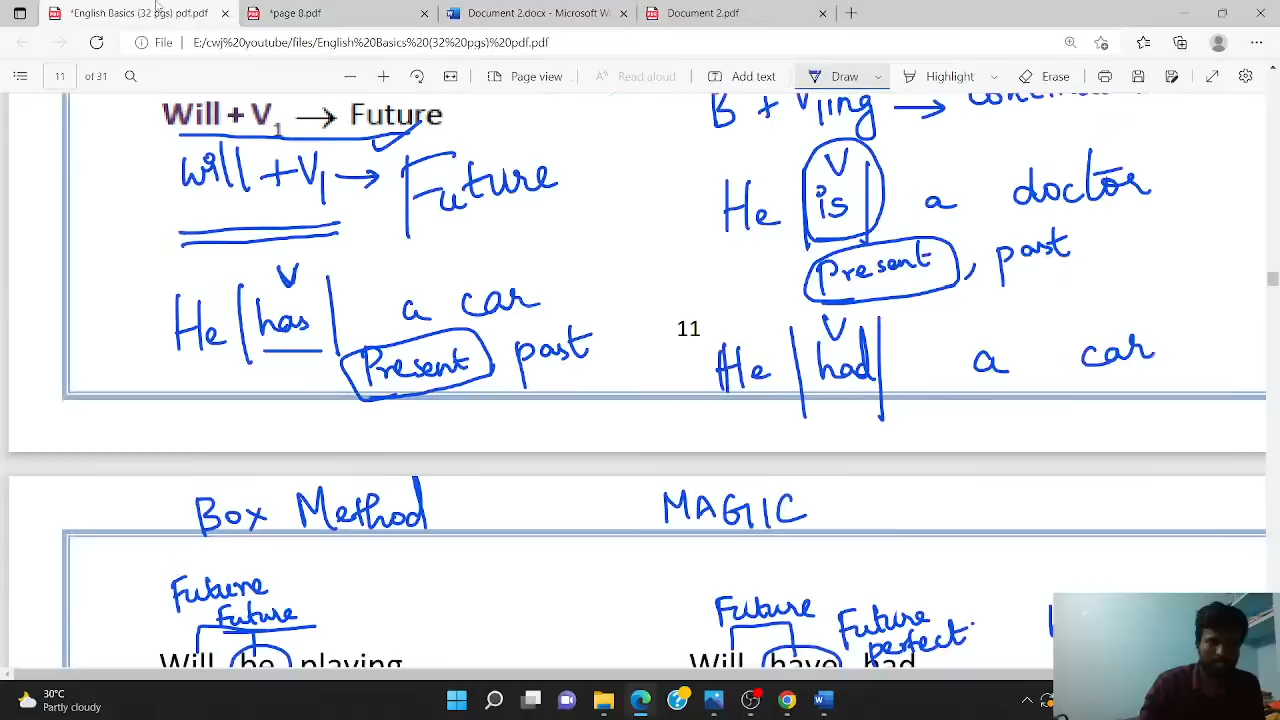 *English Basics (32 pgs) pdf.pdf
*page 8.pdf
Document 2.docx - Microsoft W
Document 2.pdf
File
E:/cwj%20youtube/files/English%20Basics%20(32%20pgs)%20pdf.pdf
11 of 31
Page view
Read aloud
Add text
Draw
Highlight
Erase
Will + V1 → Future
will + V1 → Future
B + V1ing →
V
He is a doctor
Present, past
V
He has a car
Present, past
11
V
He had a car
Box Method
MAGIC
Future
Future
Will be playing
Future
Future perfect
Will have had
30°C
Partly cloudy